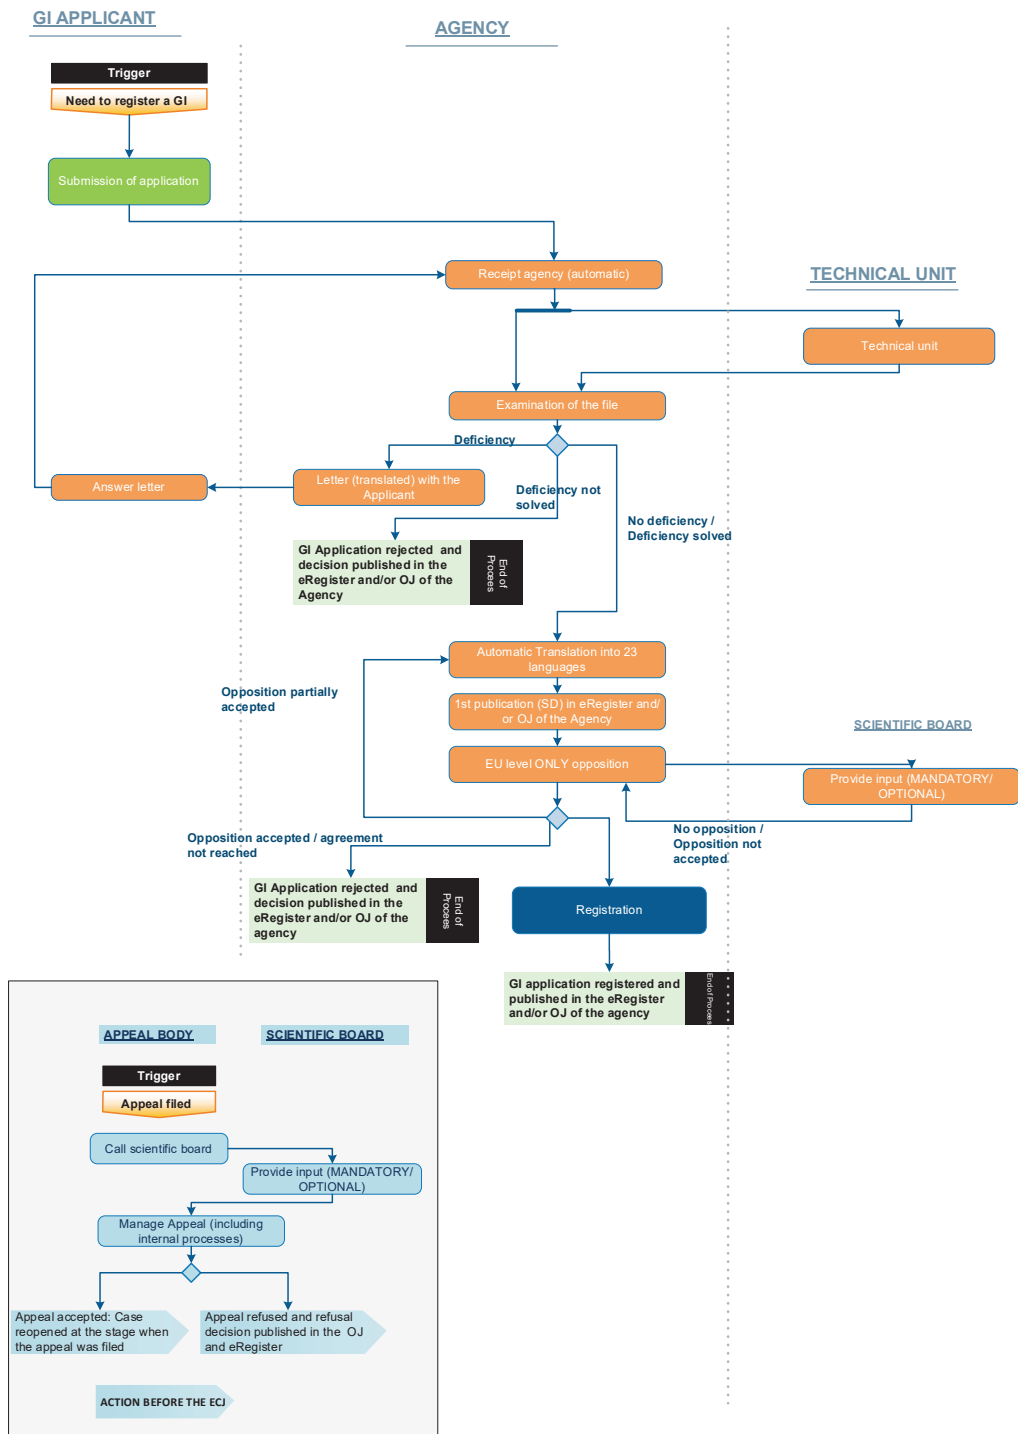 GI APPLICANT
AGENCY
Trigger
Need to register a GI
Submission of application
Receipt agency (automatic)
TECHNICAL UNIT
Technical unit
Examination of the file
Deficiency
Letter (translated) with the
Applicant
Answer letter
Deficiency not
solved
No deficiency /
Deficiency solved
GI Application rejected and
decision published in the
eRegister and/or OJ of the
Agency
End of
Procees
Automatic Translation into 23
languages
Opposition partially
accepted
1st publication (SD) in eRegister and/
or OJ of the Agency
SCIENTIFIC BOARD
EU level ONLY opposition
Provide input (MANDATORY/
OPTIONAL)
No opposition /
Opposition not
accepted
Opposition accepted / agreement
not reached
GI Application rejected and
decision published in the
eRegister and/or OJ of the
agency
End of
Procees
Registration
GI application registered and
published in the eRegister
and/or OJ of the agency
End of Procees
APPEAL BODY
SCIENTIFIC BOARD
Trigger
Appeal filed
Call scientific board
Provide input (MANDATORY/
OPTIONAL)
Manage Appeal (including
internal processes)
Appeal accepted: Case
reopened at the stage when
the appeal was filed
Appeal refused and refusal
decision published in the OJ
and eRegister
ACTION BEFORE THE ECJ